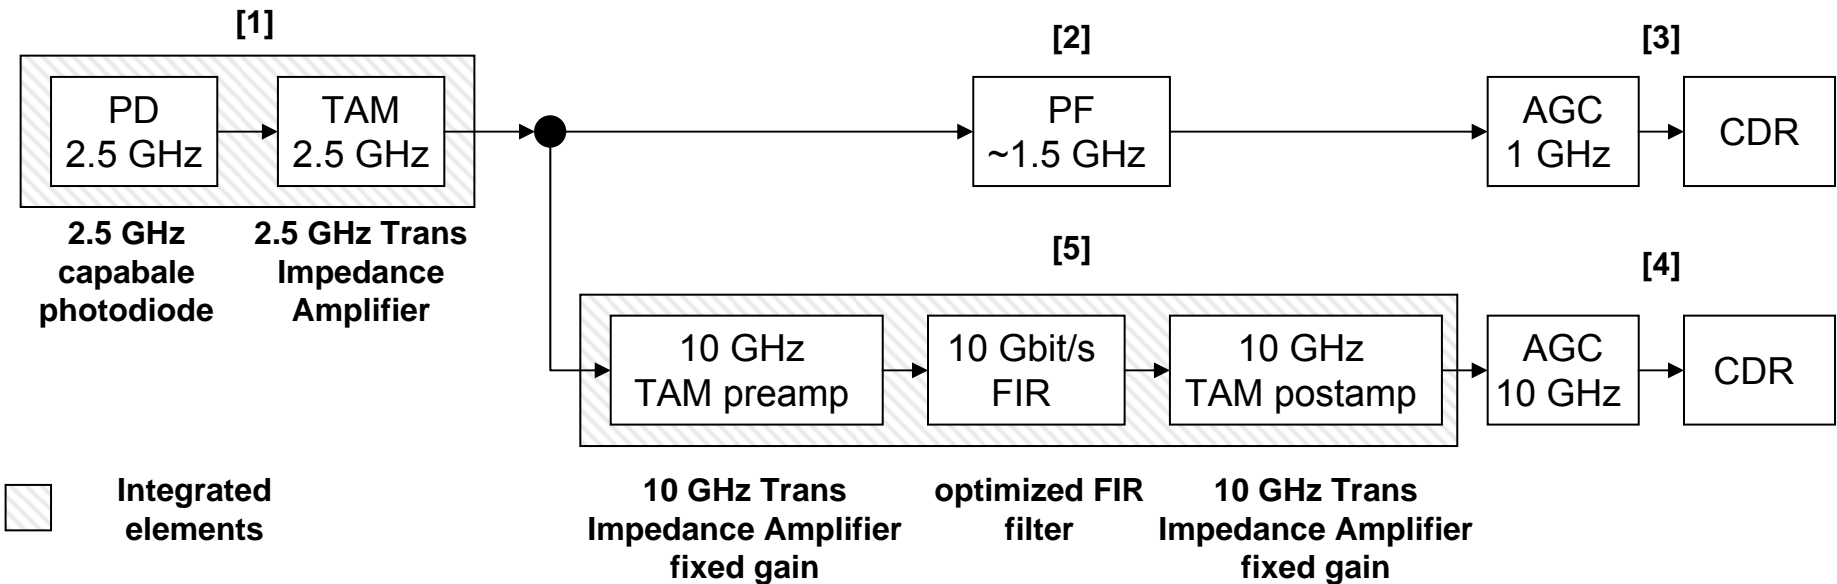 [1]
[2]
[3]
PD
2.5 GHz
TAM
2.5 GHz
PF
~1.5 GHz
AGC
1 GHz
CDR
2.5 GHz
capabale
photodiode
2.5 GHz Trans
Impedance
Amplifier
[5]
[4]
10 GHz
TAM preamp
10 Gbit/s
FIR
10 GHz
TAM postamp
AGC
10 GHz
CDR
Integrated
elements
10 GHz Trans
Impedance Amplifier
fixed gain
optimized FIR
filter
10 GHz Trans
Impedance Amplifier
fixed gain